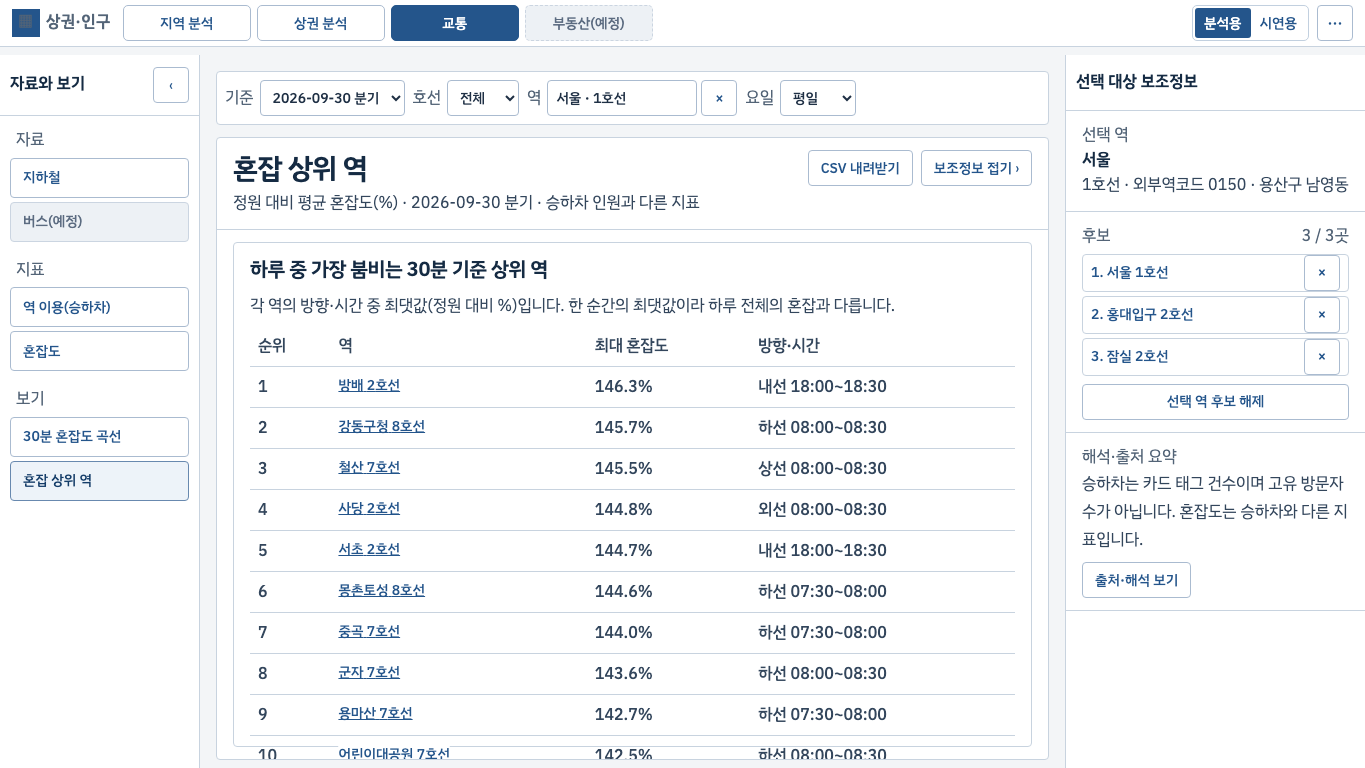 상권·인구
지역 분석
상권 분석
교통
부동산(예정)
분석용
시연용
···
자료와 보기
‹
자료
지하철
버스(예정)
지표
역 이용(승하차)
혼잡도
보기
30분 혼잡도 곡선
혼잡 상위 역
기준 2026-09-30 분기 호선 전체 역 서울 · 1호선 × 요일 평일
혼잡 상위 역
CSV 내려받기
보조정보 접기 ›
정원 대비 평균 혼잡도(%) · 2026-09-30 분기 · 승하차 인원과 다른 지표
하루 중 가장 붐비는 30분 기준 상위 역
각 역의 방향·시간 중 최댓값(정원 대비 %)입니다. 한 순간의 최댓값이라 하루 전체의 혼잡과 다릅니다.
순위 역 최대 혼잡도 방향·시간
1 방배 2호선 146.3% 내선 18:00~18:30
2 강동구청 8호선 145.7% 하선 08:00~08:30
3 철산 7호선 145.5% 상선 08:00~08:30
4 사당 2호선 144.8% 외선 08:00~08:30
5 서초 2호선 144.7% 내선 18:00~18:30
6 몽촌토성 8호선 144.6% 하선 07:30~08:00
7 중곡 7호선 144.0% 하선 07:30~08:00
8 군자 7호선 143.6% 하선 08:00~08:30
9 용마산 7호선 142.7% 하선 07:30~08:00
10 어린이대공원 7호선 142.5% 하선 08:00~08:30
선택 대상 보조정보
선택 역
서울
1호선 · 외부역코드 0150 · 용산구 남영동
후보 3 / 3곳
1. 서울 1호선 ×
2. 홍대입구 2호선 ×
3. 잠실 2호선 ×
선택 역 후보 해제
해석·출처 요약
승하차는 카드 태그 건수이며 고유 방문자
수가 아닙니다. 혼잡도는 승하차와 다른 지
표입니다.
출처·해석 보기